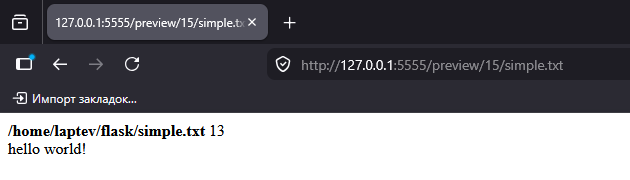 127.0.0.1:5555/preview/15/simple.tx
http://127.0.0.1:5555/preview/15/simple.txt
Импорт закладок...
/home/laptev/flask/simple.txt 13
hello world!